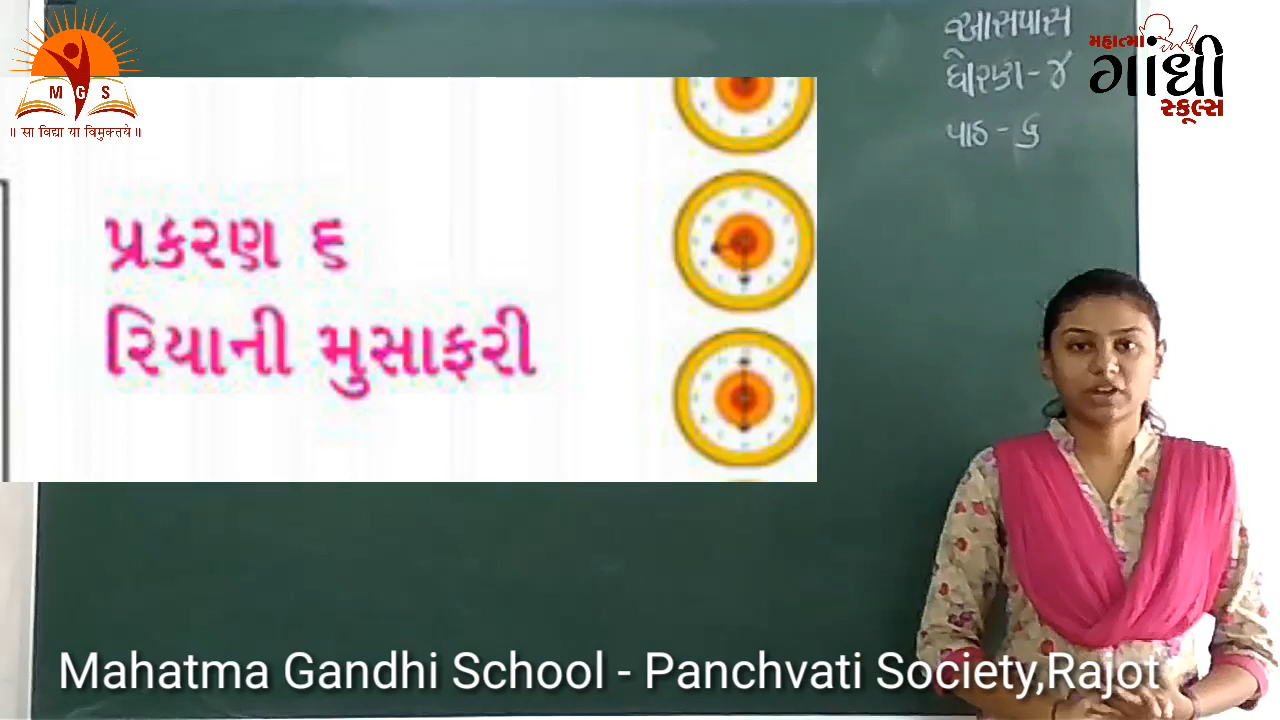 M G S
॥ सा विद्या या विमुक्तये ॥
આસપાસ
ધોરણ - ૪
પાઠ - ૬
મહાત્મા
ગાંધી
સ્કૂલ્સ
પ્રકરણ ૬
રિયાની મુસાફરી
Mahatma Gandhi School - Panchvati Society,Rajot